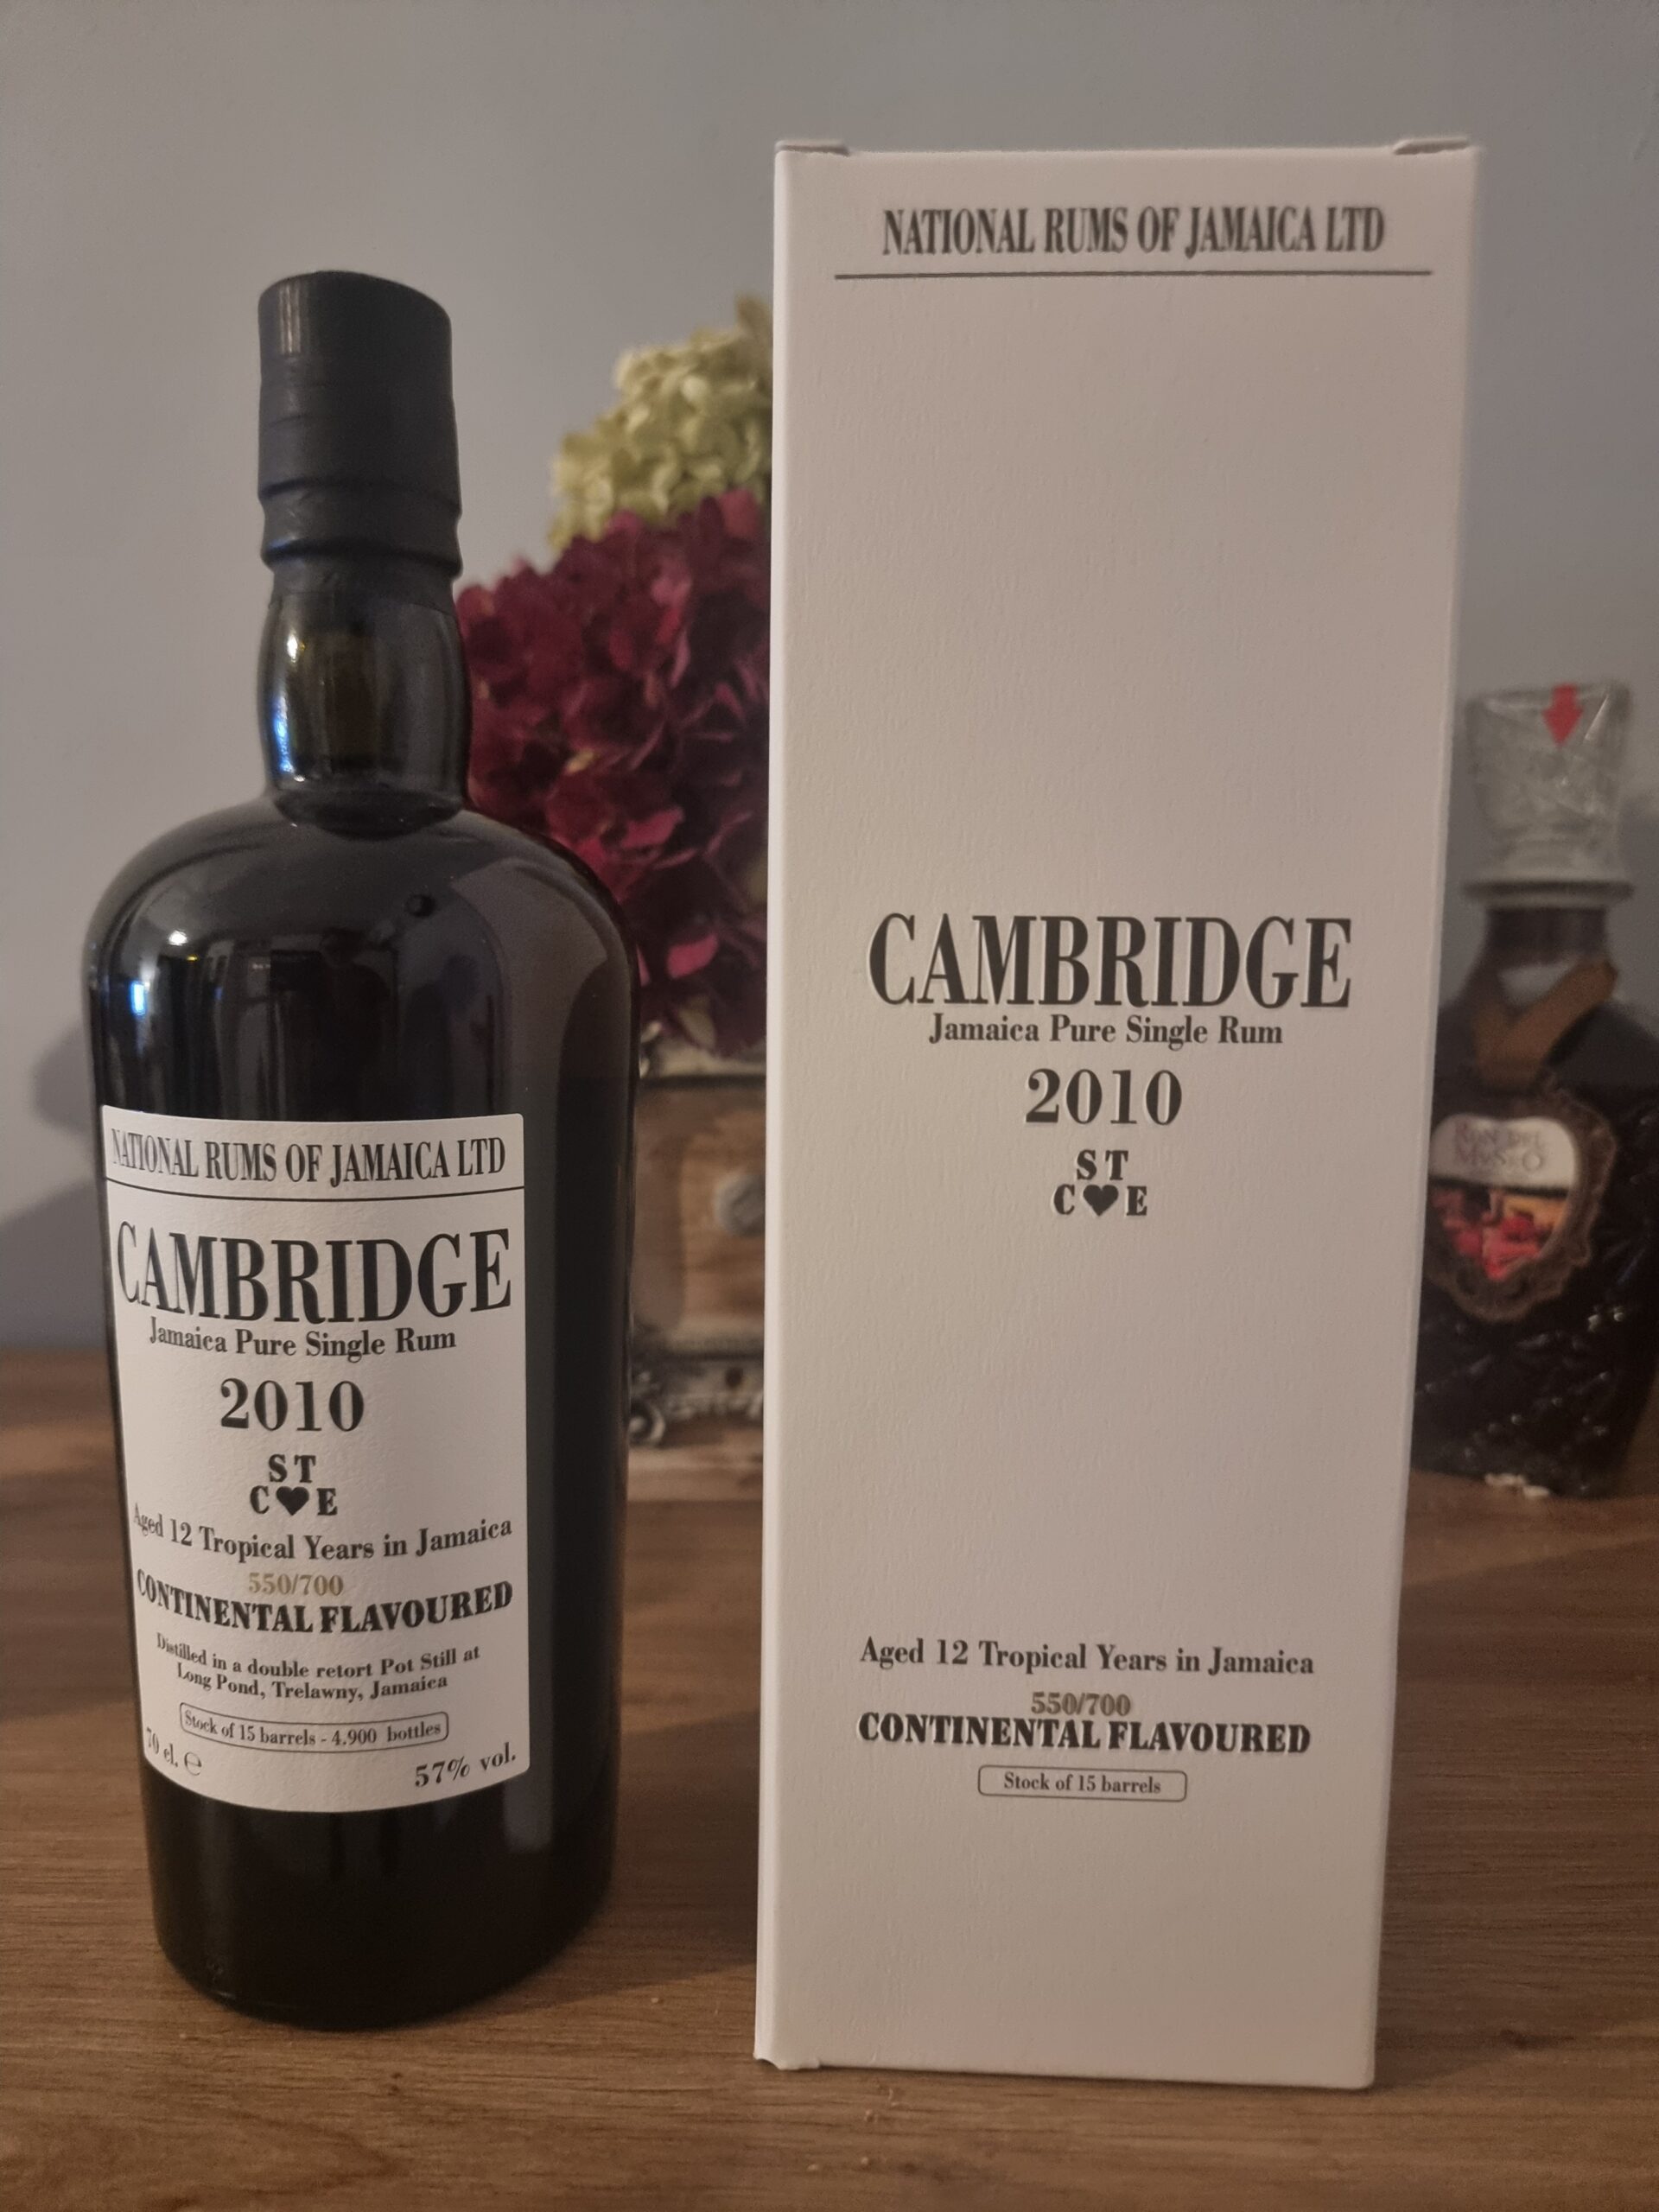 NATIONAL RUMS OF JAMAICA LTD
CAMBRIDGE
Jamaica Pure Single Rum
2010
ST
C♥E
Aged 12 Tropical Years in Jamaica
550/700
CONTINENTAL FLAVOURED
Distilled in a double retort Pot Still at
Long Pond, Trelawny, Jamaica
Stock of 15 barrels - 4.900 bottles
70 cl. ℮
57% vol.
NATIONAL RUMS OF JAMAICA LTD
CAMBRIDGE
Jamaica Pure Single Rum
2010
ST
C♥E
Aged 12 Tropical Years in Jamaica
550/700
CONTINENTAL FLAVOURED
Stock of 15 barrels